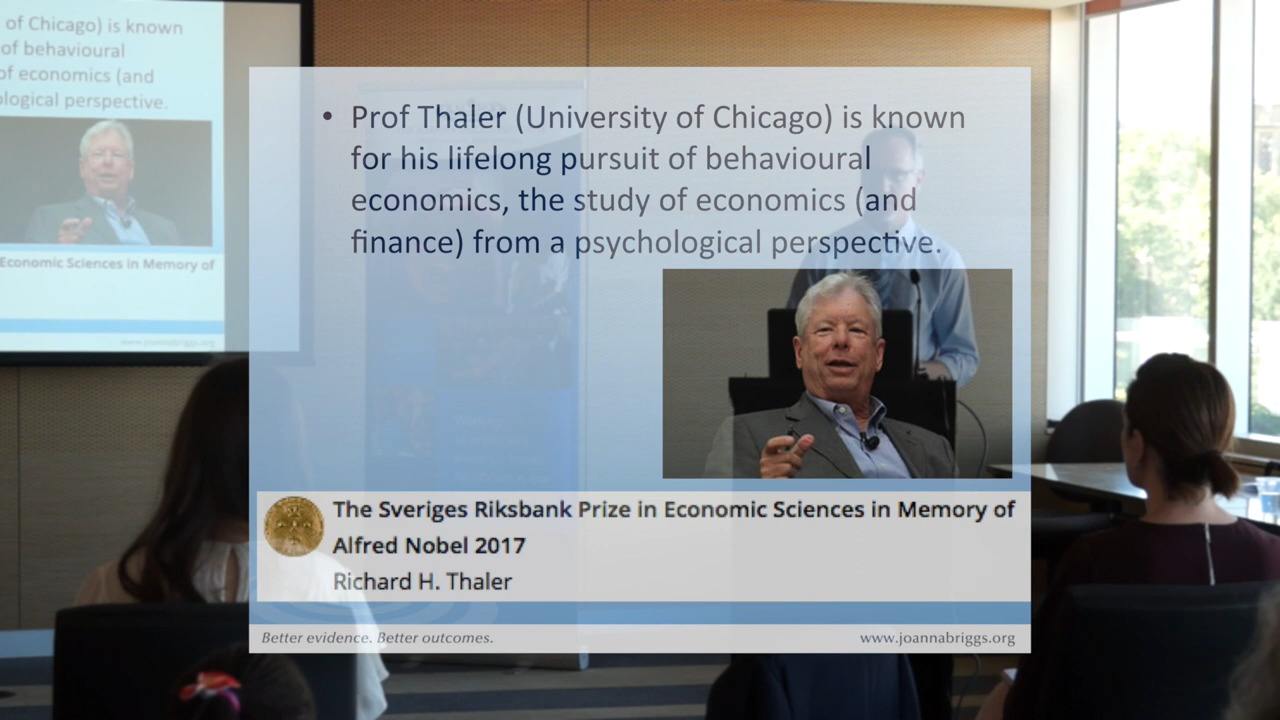 of Chicago) is known
of behavioural
of economics (and
ological perspective.
Economic Sciences in Memory of
www.joannabriggs.org
• Prof Thaler (University of Chicago) is known
for his lifelong pursuit of behavioural
economics, the study of economics (and
finance) from a psychological perspective.
The Sveriges Riksbank Prize in Economic Sciences in Memory of
Alfred Nobel 2017
Richard H. Thaler
Better evidence. Better outcomes.
www.joannabriggs.org